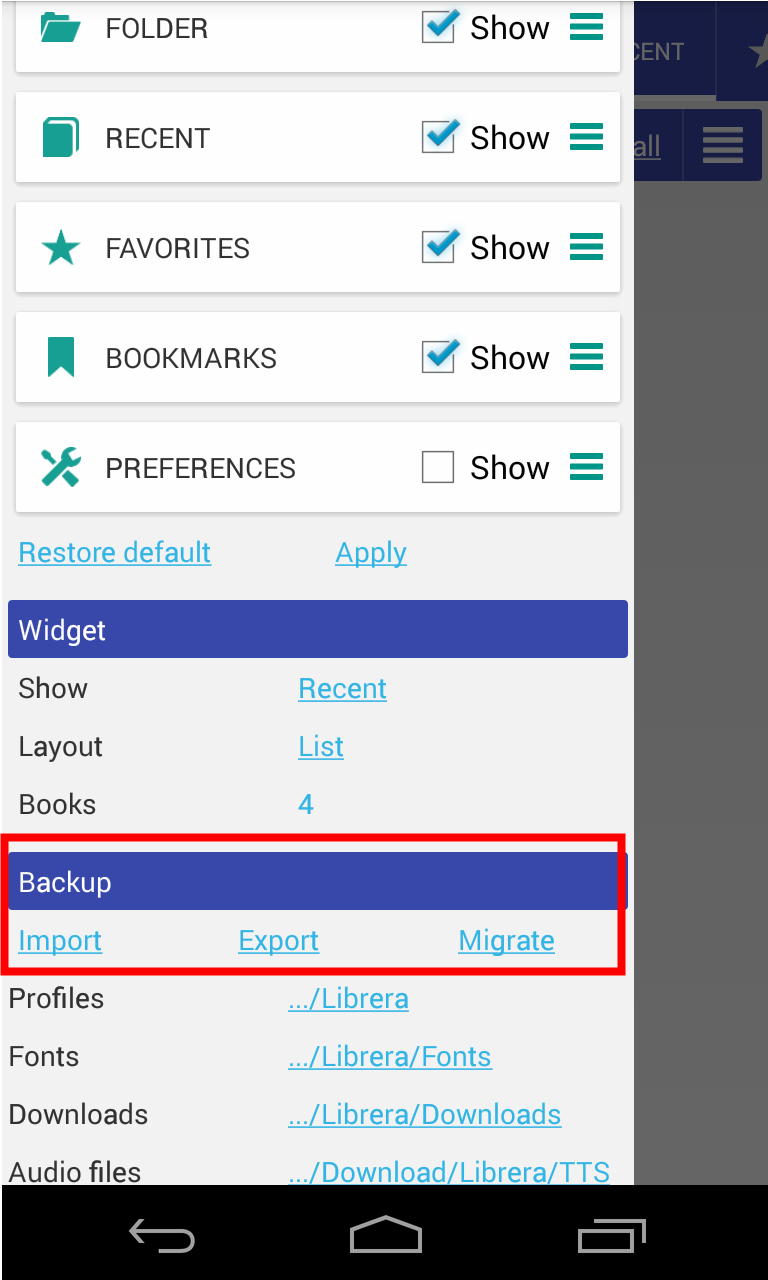 FOLDER Show
CENT
RECENT Show
all
FAVORITES Show
BOOKMARKS Show
PREFERENCES Show
Restore default Apply
Widget
Show Recent
Layout List
Books 4
Backup
Import Export Migrate
Profiles .../Librera
Fonts .../Librera/Fonts
Downloads .../Librera/Downloads
Audio files .../Download/Librera/TTS